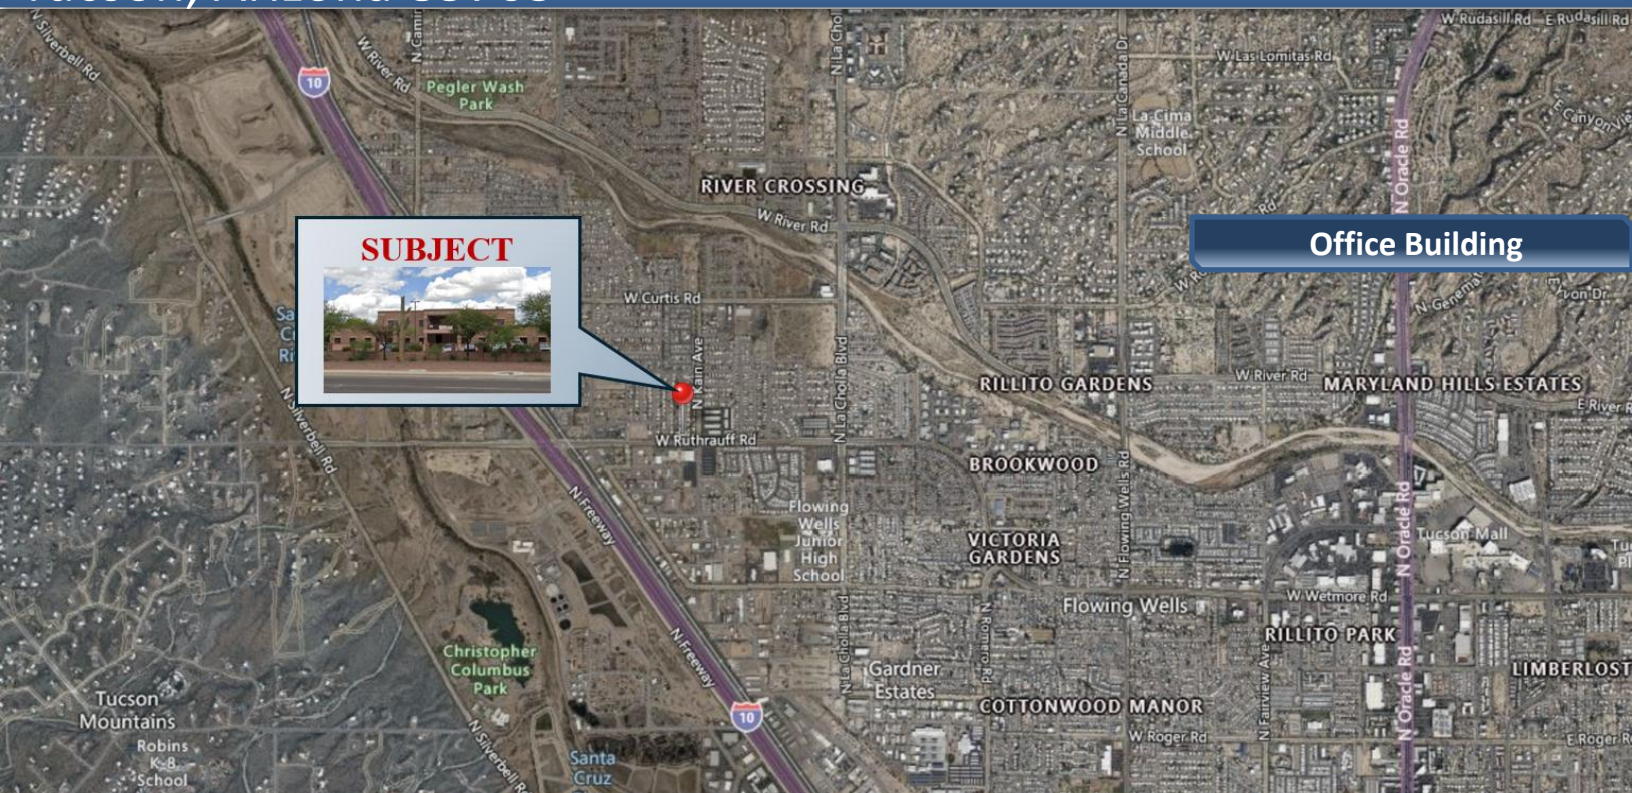 W Rudasill Rd
E Rudasill Rd
N Silverbell Rd
10
W River Rd
Pegler Wash
Park
N La Canada Dr
W Las Lomitas Rd
La Cima
Middle
School
N Oracle Rd
RIVER CROSSING
W River Rd
Office Building
SUBJECT
W Curtis Rd
N Kain Ave
N La Cholla Blvd
RILLITO GARDENS
W River Rd
MARYLAND HILLS ESTATES
N Silverbell Rd
W Ruthrauff Rd
BROOKWOOD
N Flowing Wells Rd
N Freeway
Flowing
Wells
Junior
High
School
VICTORIA
GARDENS
N Oracle Rd
Tucson Mall
N Romero Rd
Flowing Wells
W Wetmore Rd
RILLITO PARK
N Fairview Ave
N Freeway
N La Cholla Blvd
Christopher
Columbus
Park
Gardner
Estates
LIMBERLOST
Tucson
Mountains
10
COTTONWOOD MANOR
W Roger Rd
N Oracle Rd
Robins
K-8
School
Santa
Cruz